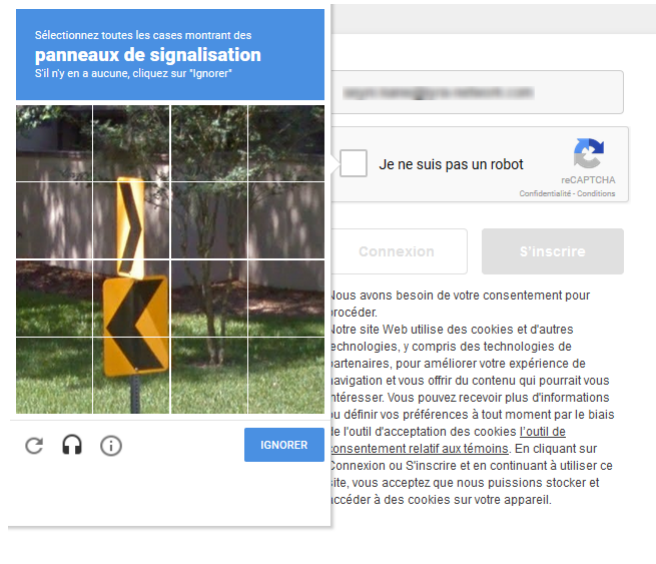 Sélectionnez toutes les cases montrant des
panneaux de signalisation
S'il n'y en a aucune, cliquez sur "Ignorer"
Je ne suis pas un robot
reCAPTCHA
Confidentialité - Conditions
Connexion
S'inscrire
Nous avons besoin de votre consentement pour
procéder.
Notre site Web utilise des cookies et d'autres
technologies, y compris des technologies de
partenaires, pour améliorer votre expérience de
navigation et vous offrir du contenu qui pourrait vous
intéresser. Vous pouvez recevoir plus d'informations
ou définir vos préférences à tout moment par le biais
de l'outil d'acceptation des cookies l'outil de
consentement relatif aux témoins. En cliquant sur
Connexion ou S'inscrire et en continuant à utiliser ce
site, vous acceptez que nous puissions stocker et
accéder à des cookies sur votre appareil.
IGNORER